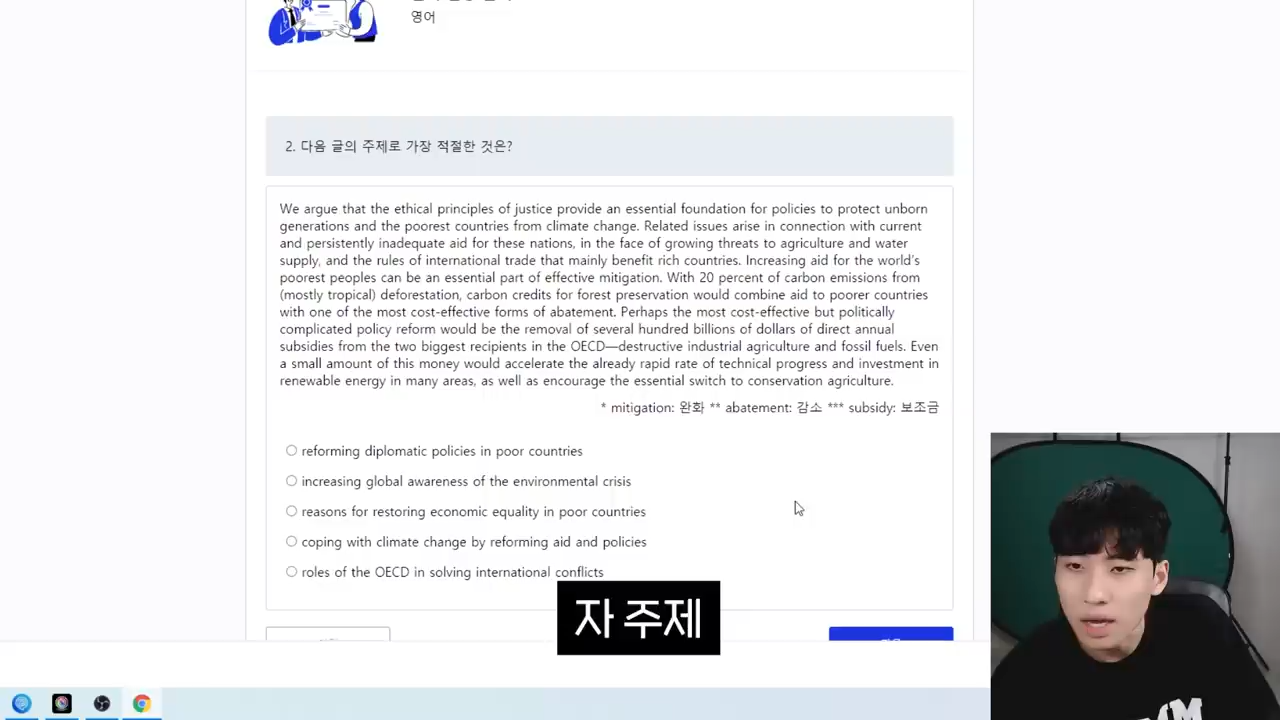 영어
2. 다음 글의 주제로 가장 적절한 것은?
We argue that the ethical principles of justice provide an essential foundation for policies to protect unborn
generations and the poorest countries from climate change. Related issues arise in connection with current
and persistently inadequate aid for these nations, in the face of growing threats to agriculture and water
supply, and the rules of international trade that mainly benefit rich countries. Increasing aid for the world's
poorest peoples can be an essential part of effective mitigation. With 20 percent of carbon emissions from
(mostly tropical) deforestation, carbon credits for forest preservation would combine aid to poorer countries
with one of the most cost-effective forms of abatement. Perhaps the most cost-effective but politically
complicated policy reform would be the removal of several hundred billions of dollars of direct annual
subsidies from the two biggest recipients in the OECD—destructive industrial agriculture and fossil fuels. Even
a small amount of this money would accelerate the already rapid rate of technical progress and investment in
renewable energy in many areas, as well as encourage the essential switch to conservation agriculture.
* mitigation: 완화 ** abatement: 감소 *** subsidy: 보조금
reforming diplomatic policies in poor countries
increasing global awareness of the environmental crisis
reasons for restoring economic equality in poor countries
coping with climate change by reforming aid and policies
roles of the OECD in solving international conflicts
자 주제